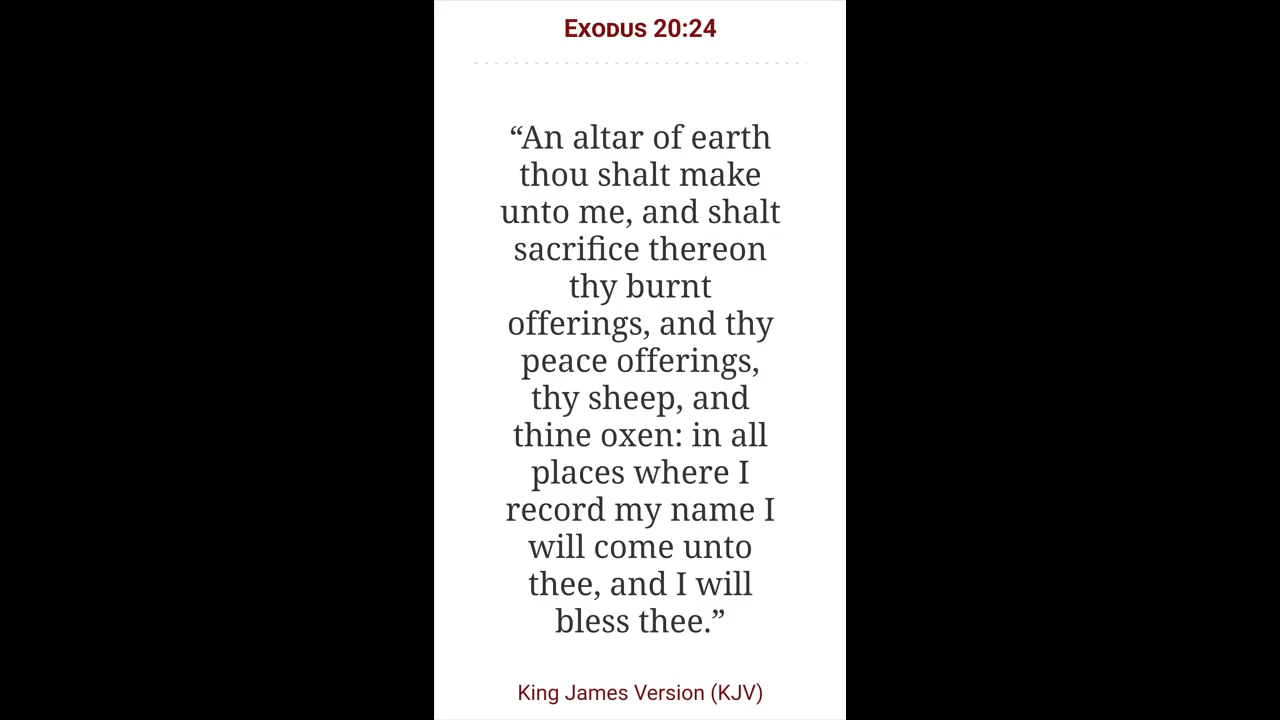 Exodus 20:24
“An altar of earth
thou shalt make
unto me, and shalt
sacrifice thereon
thy burnt
offerings, and thy
peace offerings,
thy sheep, and
thine oxen: in all
places where I
record my name I
will come unto
thee, and I will
bless thee.”
King James Version (KJV)